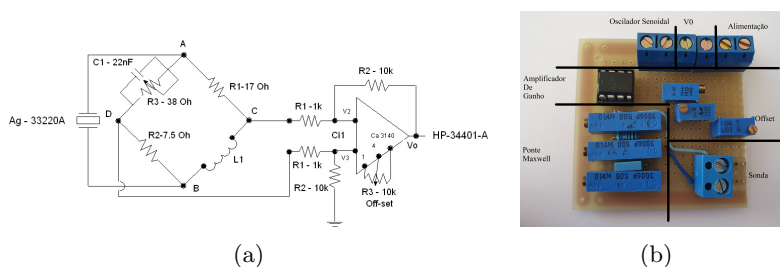 A
C1 - 22nF
R3 - 38 Oh
R1-17 Oh
Ag - 33220A
D
C
R2-7.5 Oh
L1
B
R1 - 1k
R2 - 10k
V2
Ci1
Ca 3140
V3
4
1
Vo
HP-34401-A
R1 - 1k
R2 - 10k
R3 - 10k
Off-set
(a)
Oscilador Senoidal
V0
Alimentação
Amplificador
De
Ganho
Offset
Ponte
Maxwell
Sonda
(b)